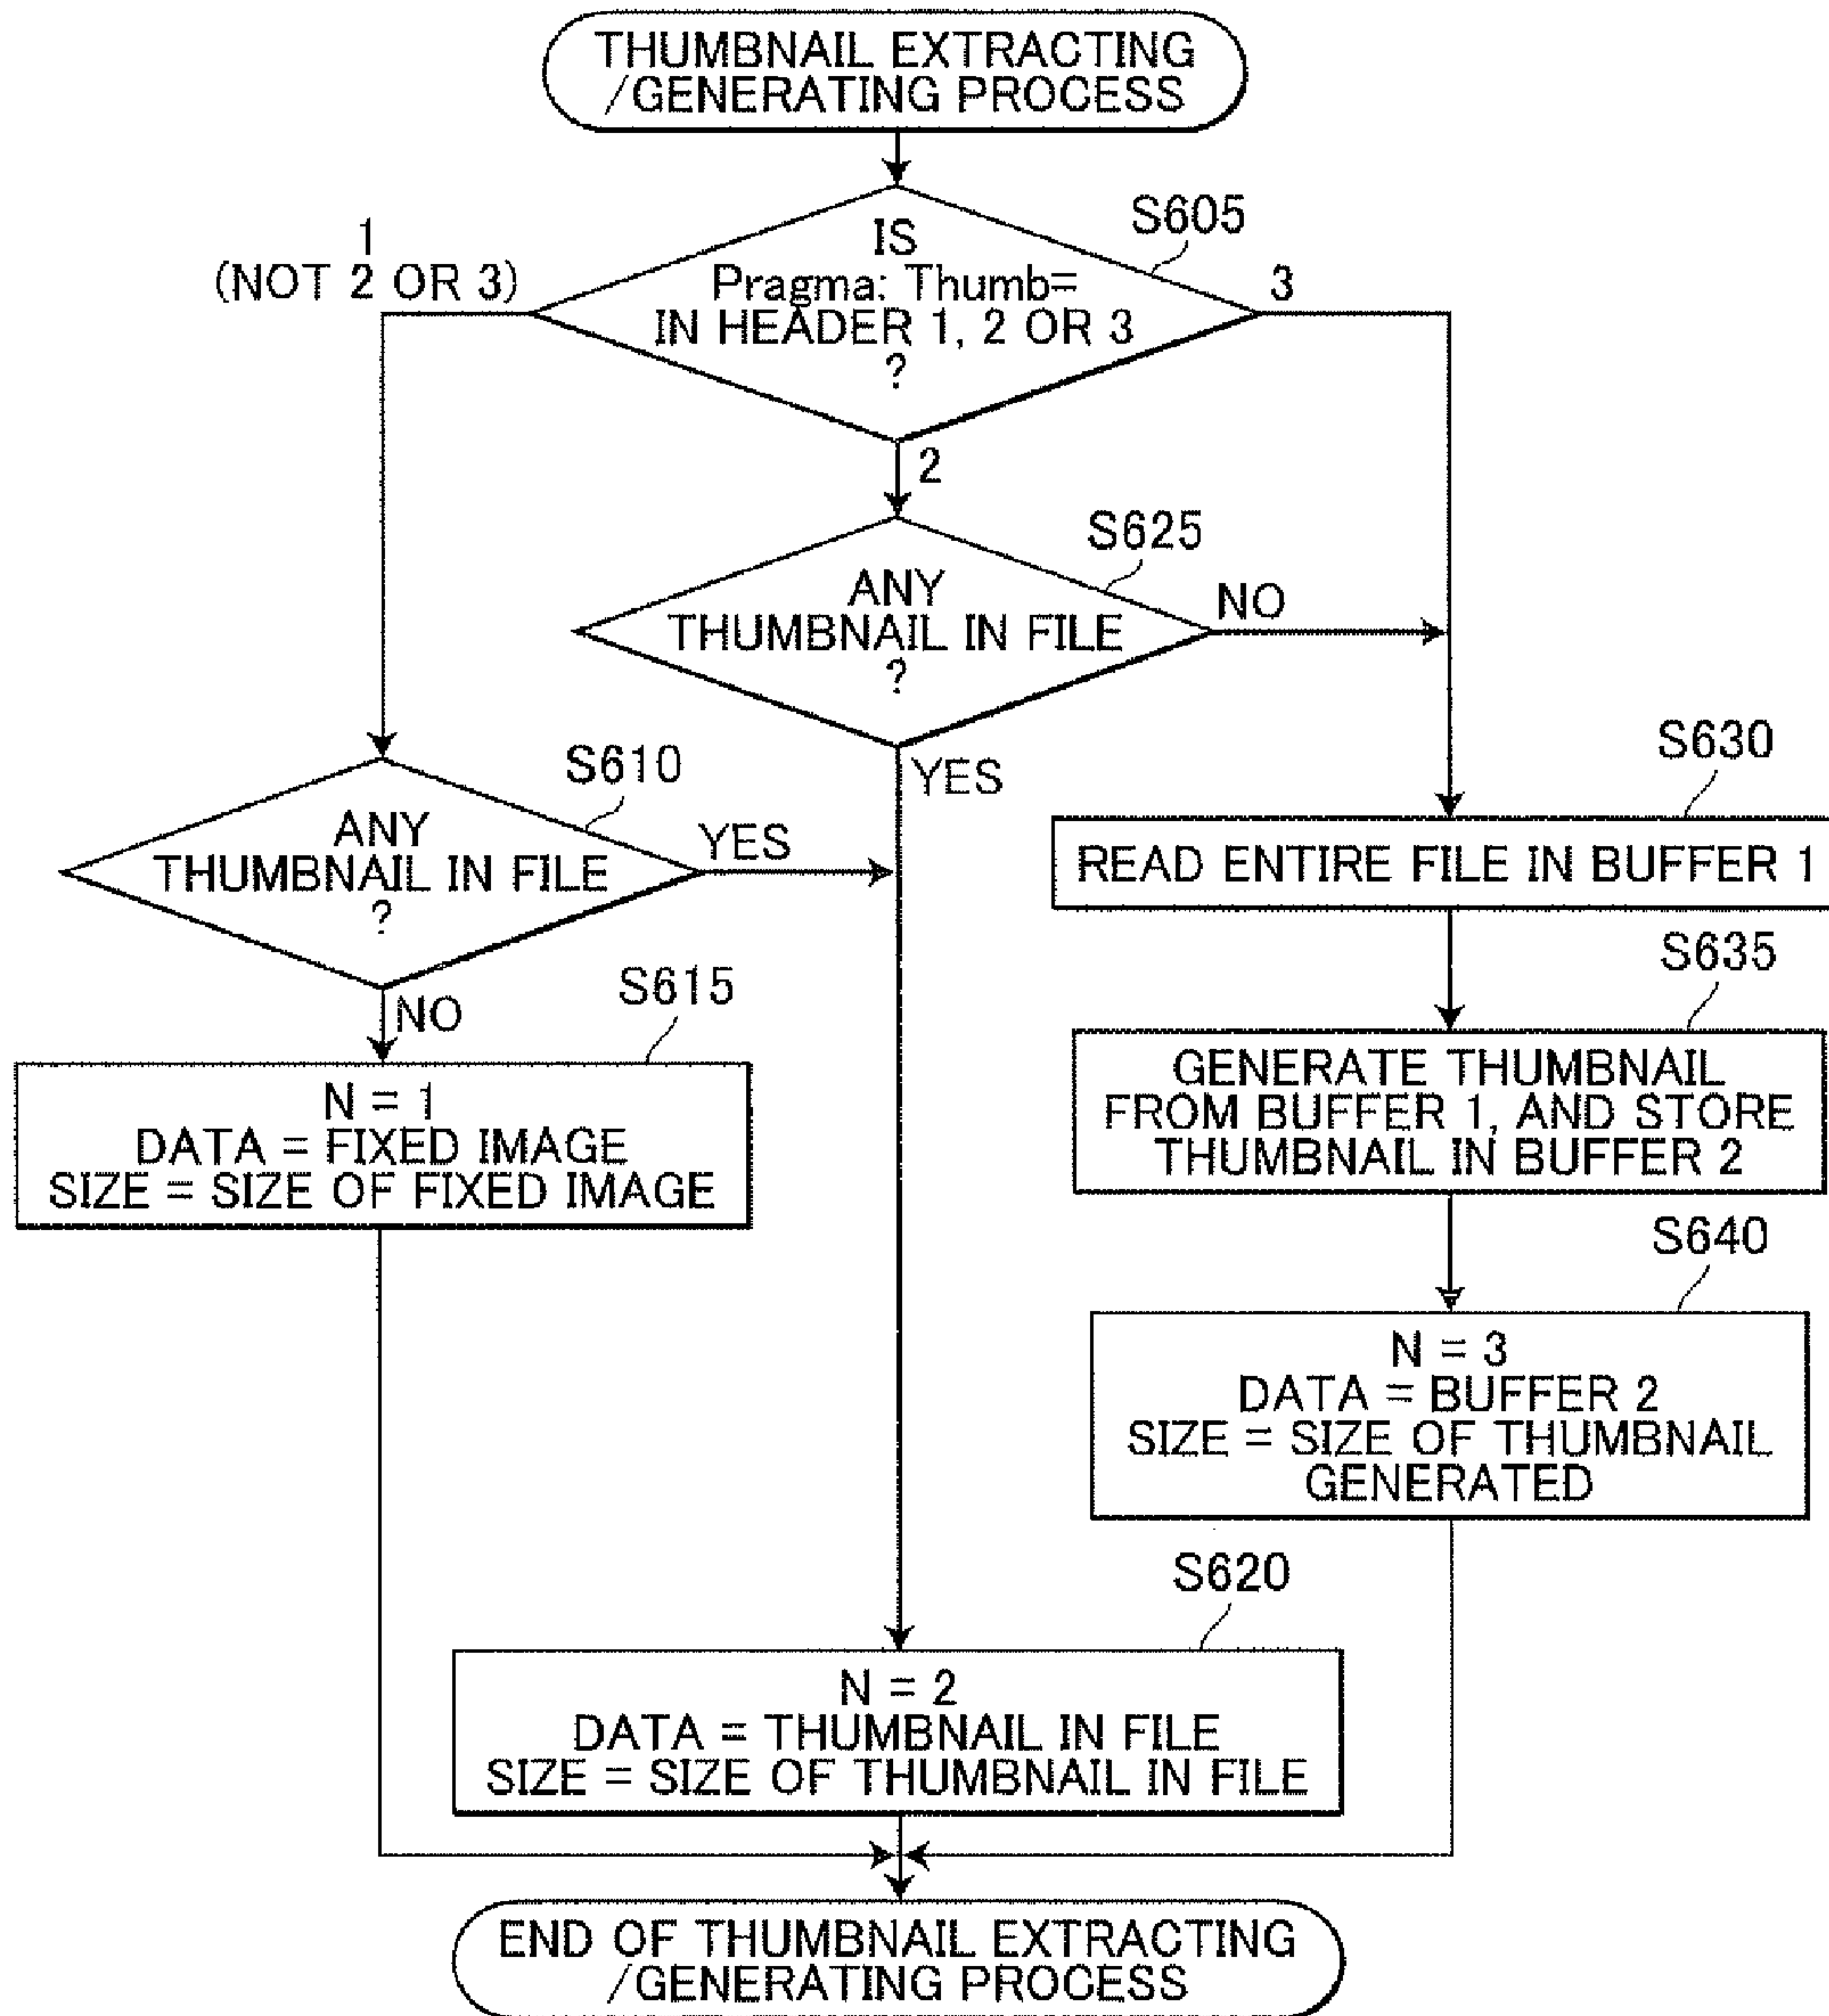 THUMBNAIL EXTRACTING
/GENERATING PROCESS
S605
1
(NOT 2 OR 3)
IS
Pragma: Thumb=
IN HEADER 1, 2 OR 3
?
3
2
S625
ANY
THUMBNAIL IN FILE
?
NO
YES
S610
ANY
THUMBNAIL IN FILE
?
YES
NO
S630
READ ENTIRE FILE IN BUFFER 1
S615
N = 1
DATA = FIXED IMAGE
SIZE = SIZE OF FIXED IMAGE
S635
GENERATE THUMBNAIL
FROM BUFFER 1, AND STORE
THUMBNAIL IN BUFFER 2
S640
N = 3
DATA = BUFFER 2
SIZE = SIZE OF THUMBNAIL
GENERATED
S620
N = 2
DATA = THUMBNAIL IN FILE
SIZE = SIZE OF THUMBNAIL IN FILE
END OF THUMBNAIL EXTRACTING
/GENERATING PROCESS